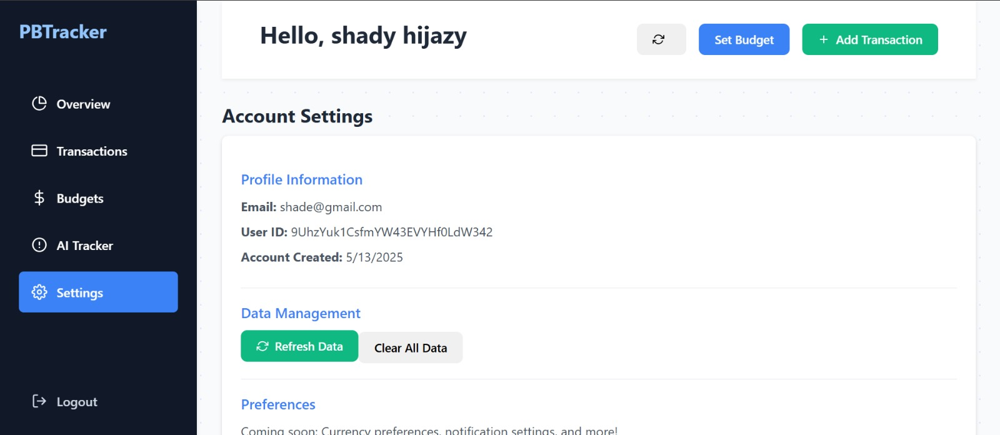 PBTracker
Overview
Transactions
Budgets
AI Tracker
Settings
Logout
Hello, shady hijazy
Set Budget
+ Add Transaction
Account Settings
Profile Information
Email: shade@gmail.com
User ID: 9UhzYuk1CsfmYW43EVYHf0LdW342
Account Created: 5/13/2025
Data Management
Refresh Data
Clear All Data
Preferences
Coming soon: Currency preferences, notification settings, and more!